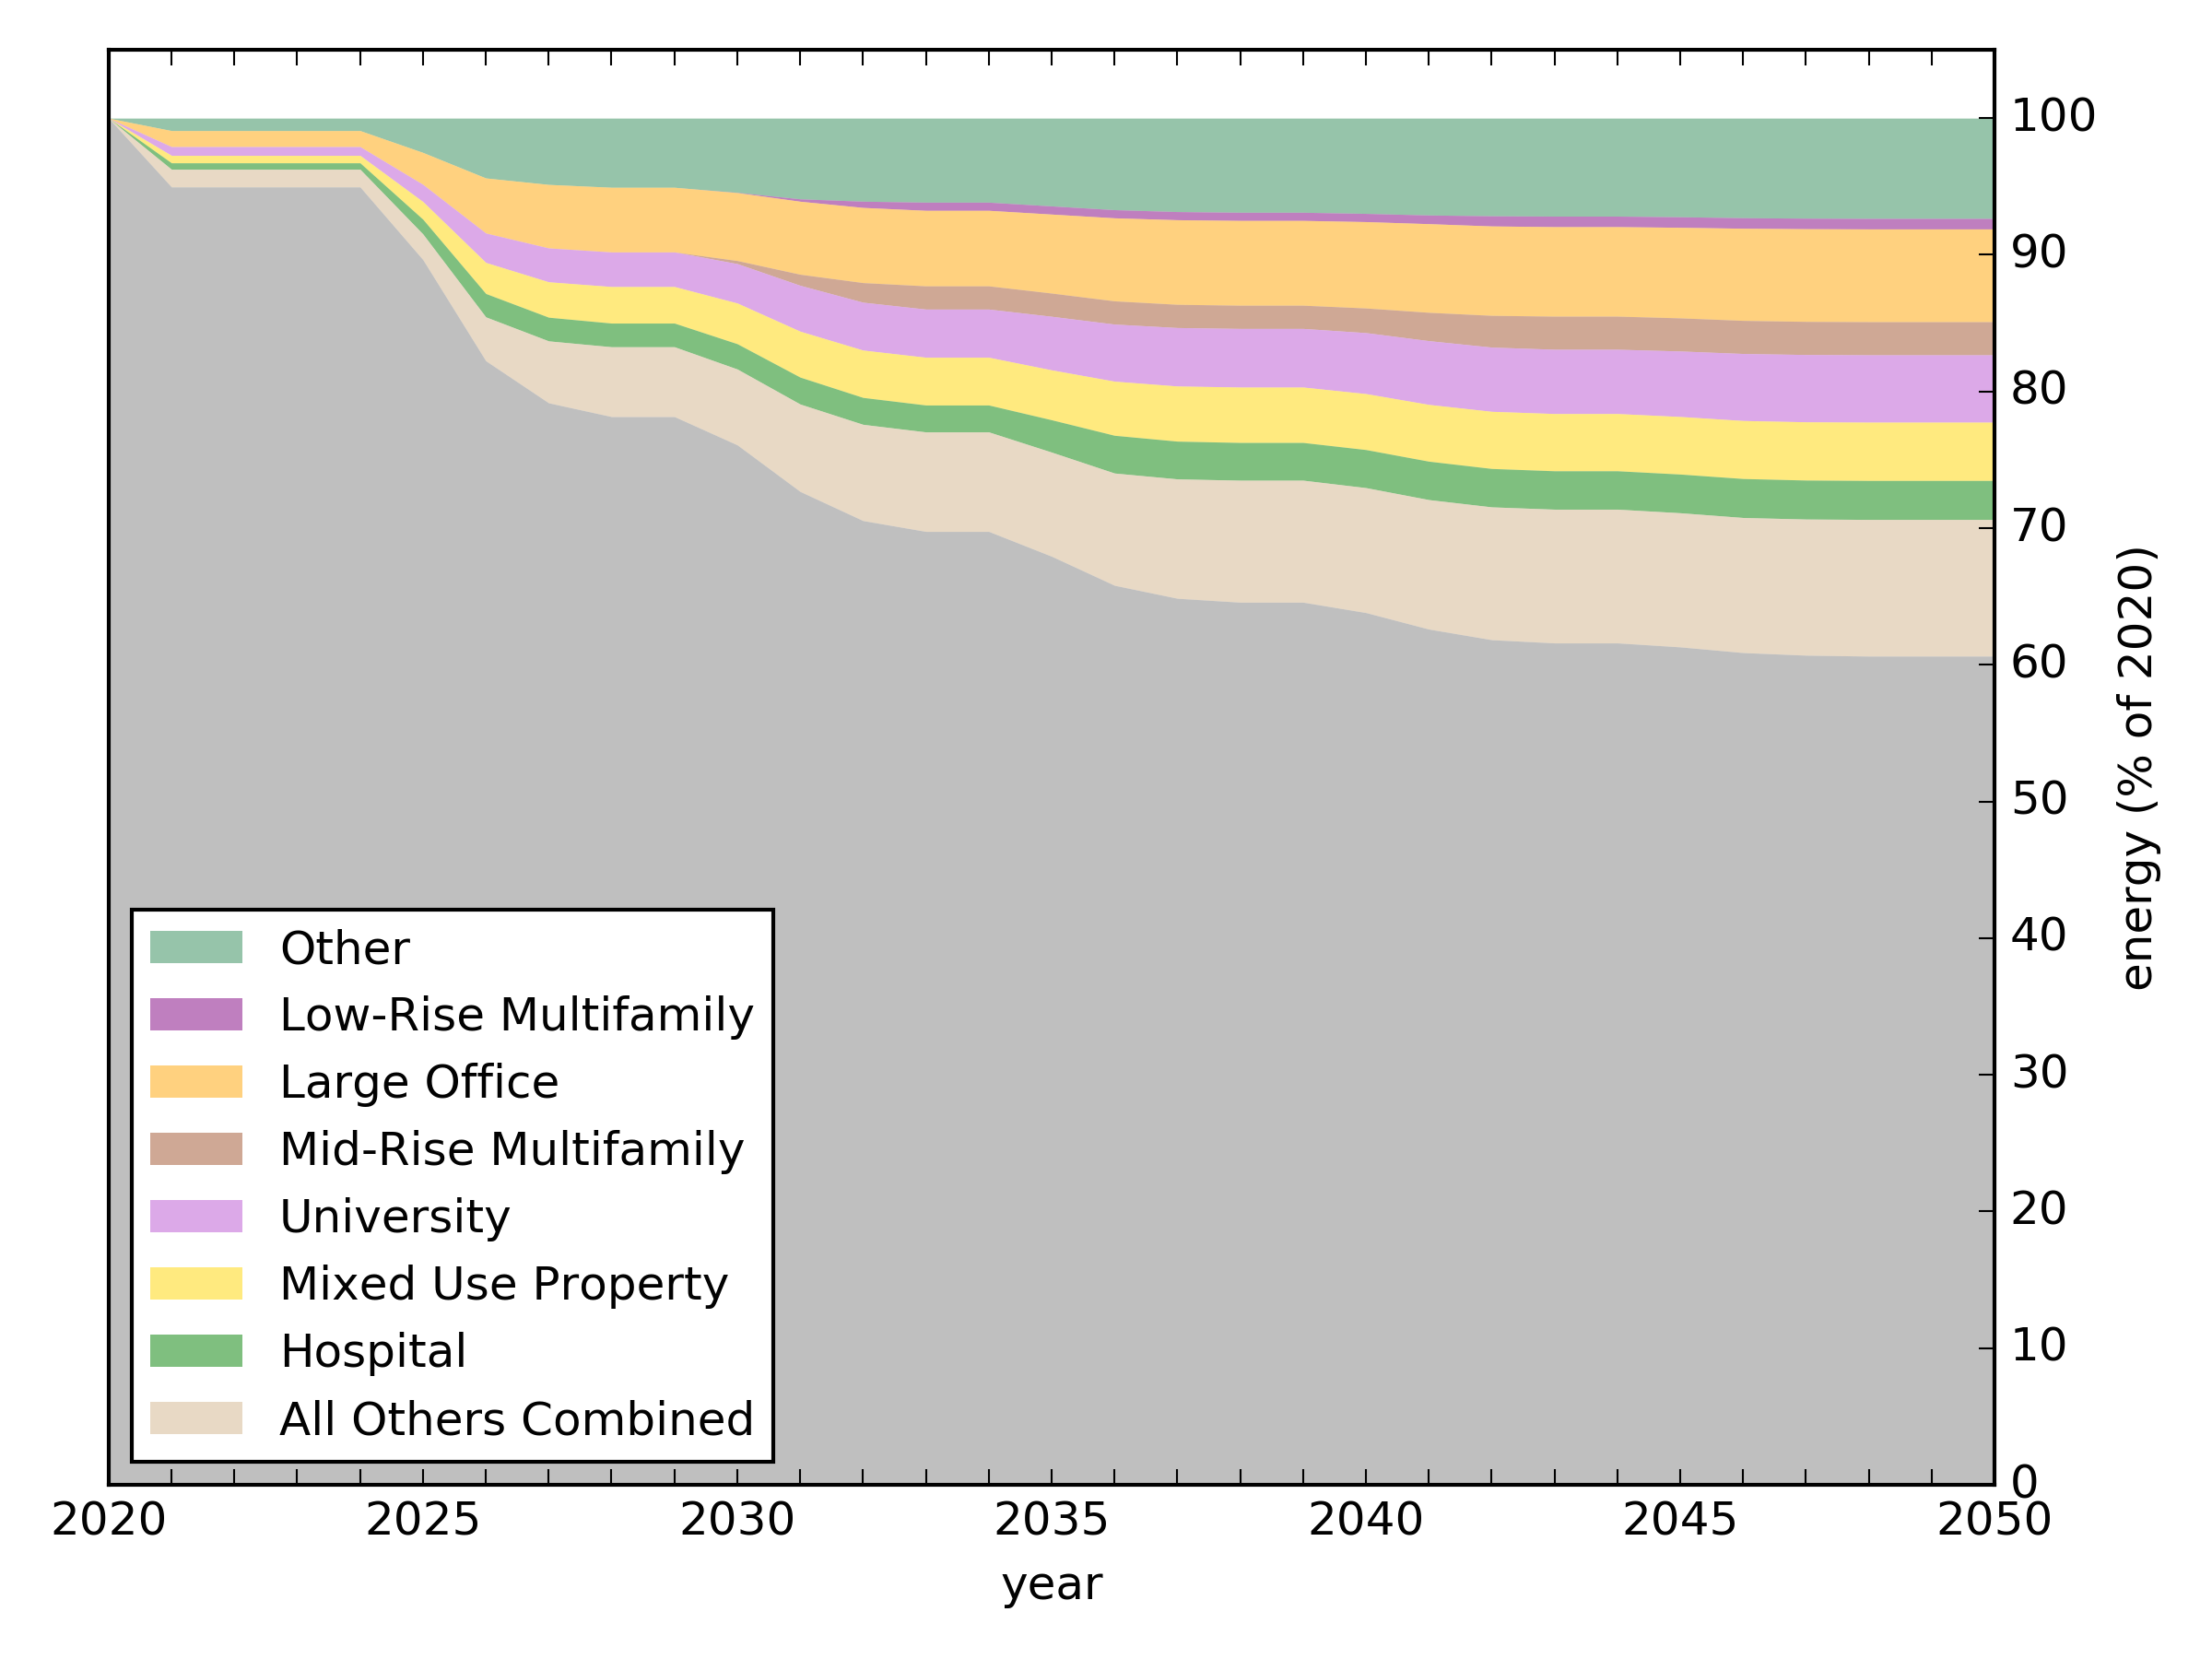 100
90
80
70
60
50
40
30
20
10
0
energy (% of 2020)
Other
Low-Rise Multifamily
Large Office
Mid-Rise Multifamily
University
Mixed Use Property
Hospital
All Others Combined
2020 2025 2030 2035 2040 2045 2050
year